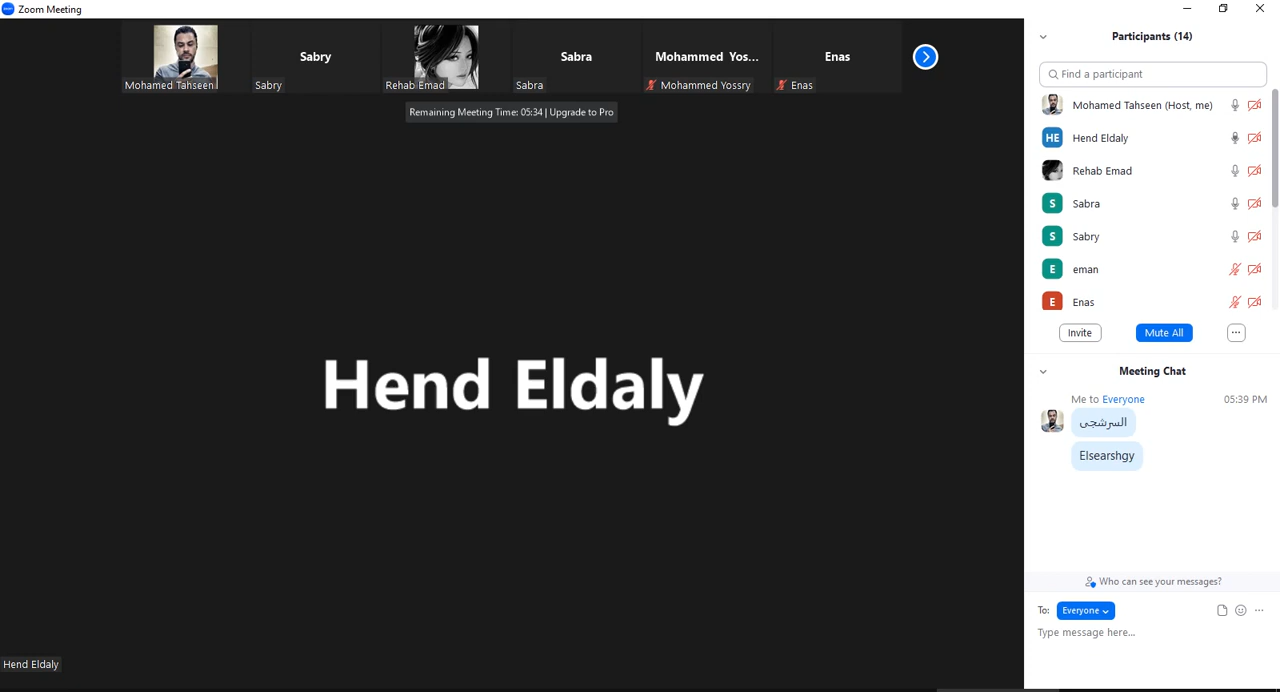 Zoom Meeting
Sabry
Sabra
Mohammed Yos...
Enas
Mohamed Tahseen
Sabry
Rehab Emad
Sabra
Mohammed Yossry
Enas
Remaining Meeting Time: 05:34 | Upgrade to Pro
Hend Eldaly
Hend Eldaly
Participants (14)
Find a participant
Mohamed Tahseen (Host, me)
HE Hend Eldaly
Rehab Emad
S Sabra
S Sabry
E eman
E Enas
Invite
Mute All
Meeting Chat
Me to Everyone 05:39 PM
السرشجى
Elsearshgy
Who can see your messages?
To: Everyone
Type message here...